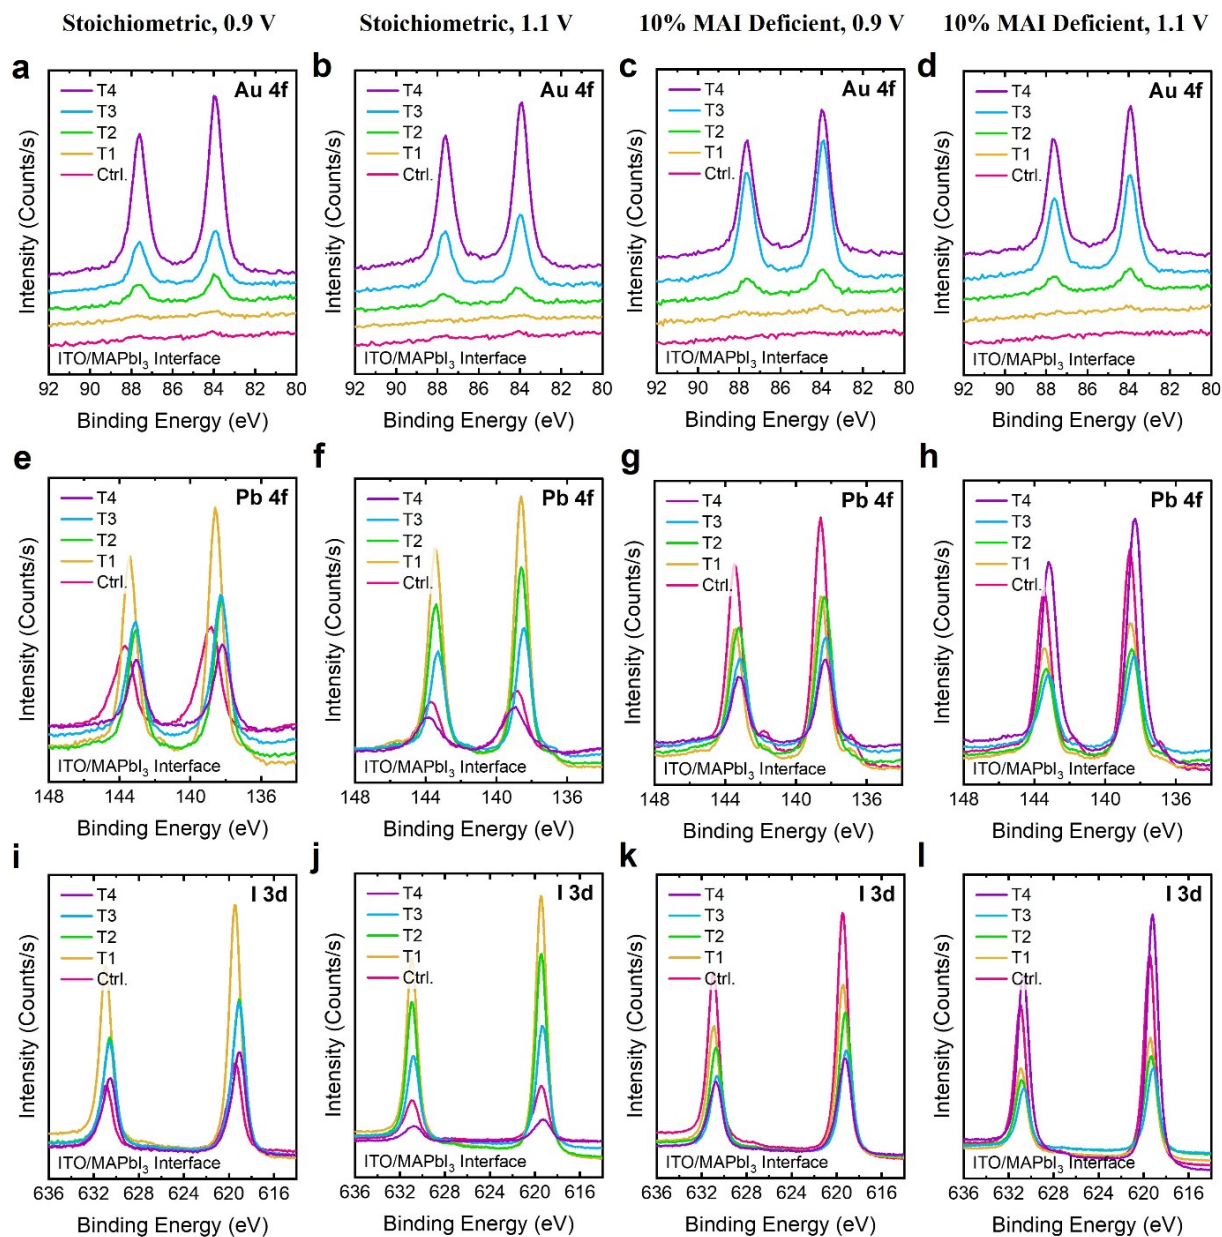 Stoichiometric, 0.9 V
Stoichiometric, 1.1 V
10% MAI Deficient, 0.9 V
10% MAI Deficient, 1.1 V
a
Au 4f
T4
T3
T2
T1
Ctrl.
ITO/MAPbI₃ Interface
Intensity (Counts/s)
92 90 88 86 84 82 80
Binding Energy (eV)
b
Au 4f
T4
T3
T2
T1
Ctrl.
ITO/MAPbI₃ Interface
Intensity (Counts/s)
92 90 88 86 84 82 80
Binding Energy (eV)
c
Au 4f
T4
T3
T2
T1
Ctrl.
ITO/MAPbI₃ Interface
Intensity (Counts/s)
92 90 88 86 84 82 80
Binding Energy (eV)
d
Au 4f
T4
T3
T2
T1
Ctrl.
ITO/MAPbI₃ Interface
Intensity (Counts/s)
92 90 88 86 84 82 80
Binding Energy (eV)
e
Pb 4f
T4
T3
T2
T1
Ctrl.
ITO/MAPbI₃ Interface
Intensity (Counts/s)
148 144 140 136
Binding Energy (eV)
f
Pb 4f
T4
T3
T2
T1
Ctrl.
ITO/MAPbI₃ Interface
Intensity (Counts/s)
148 144 140 136
Binding Energy (eV)
g
Pb 4f
T4
T3
T2
T1
Ctrl.
ITO/MAPbI₃ Interface
Intensity (Counts/s)
148 144 140 136
Binding Energy (eV)
h
Pb 4f
T4
T3
T2
T1
Ctrl.
ITO/MAPbI₃ Interface
Intensity (Counts/s)
148 144 140 136
Binding Energy (eV)
i
I 3d
T4
T3
T2
T1
Ctrl.
ITO/MAPbI₃ Interface
Intensity (Counts/s)
636 632 628 624 620 616
Binding Energy (eV)
j
I 3d
T4
T3
T2
T1
Ctrl.
ITO/MAPbI₃ Interface
Intensity (Counts/s)
636 632 628 624 620 616
Binding Energy (eV)
k
I 3d
T4
T3
T2
T1
Ctrl.
ITO/MAPbI₃ Interface
Intensity (Counts/s)
636 632 628 624 620 616
Binding Energy (eV)
l
I 3d
T4
T3
T2
T1
Ctrl.
ITO/MAPbI₃ Interface
Intensity (Counts/s)
636 632 628 624 620 616
Binding Energy (eV)